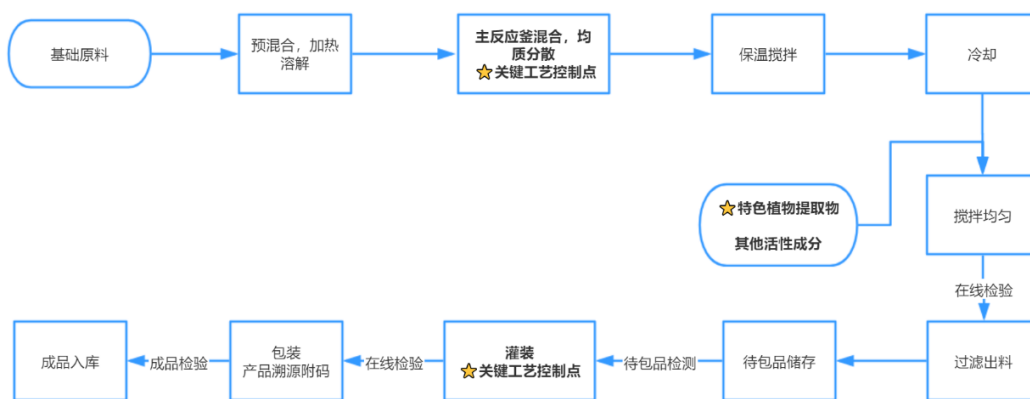 基础原料
预混合，加热
溶解
主反应釜混合，均
质分散
⭐关键工艺控制点
保温搅拌
冷却
⭐特色植物提取物
其他活性成分
搅拌均匀
在线检验
成品入库
成品检验
包装
产品溯源附码
在线检验
灌装
⭐关键工艺控制点
待包品检测
待包品储存
过滤出料